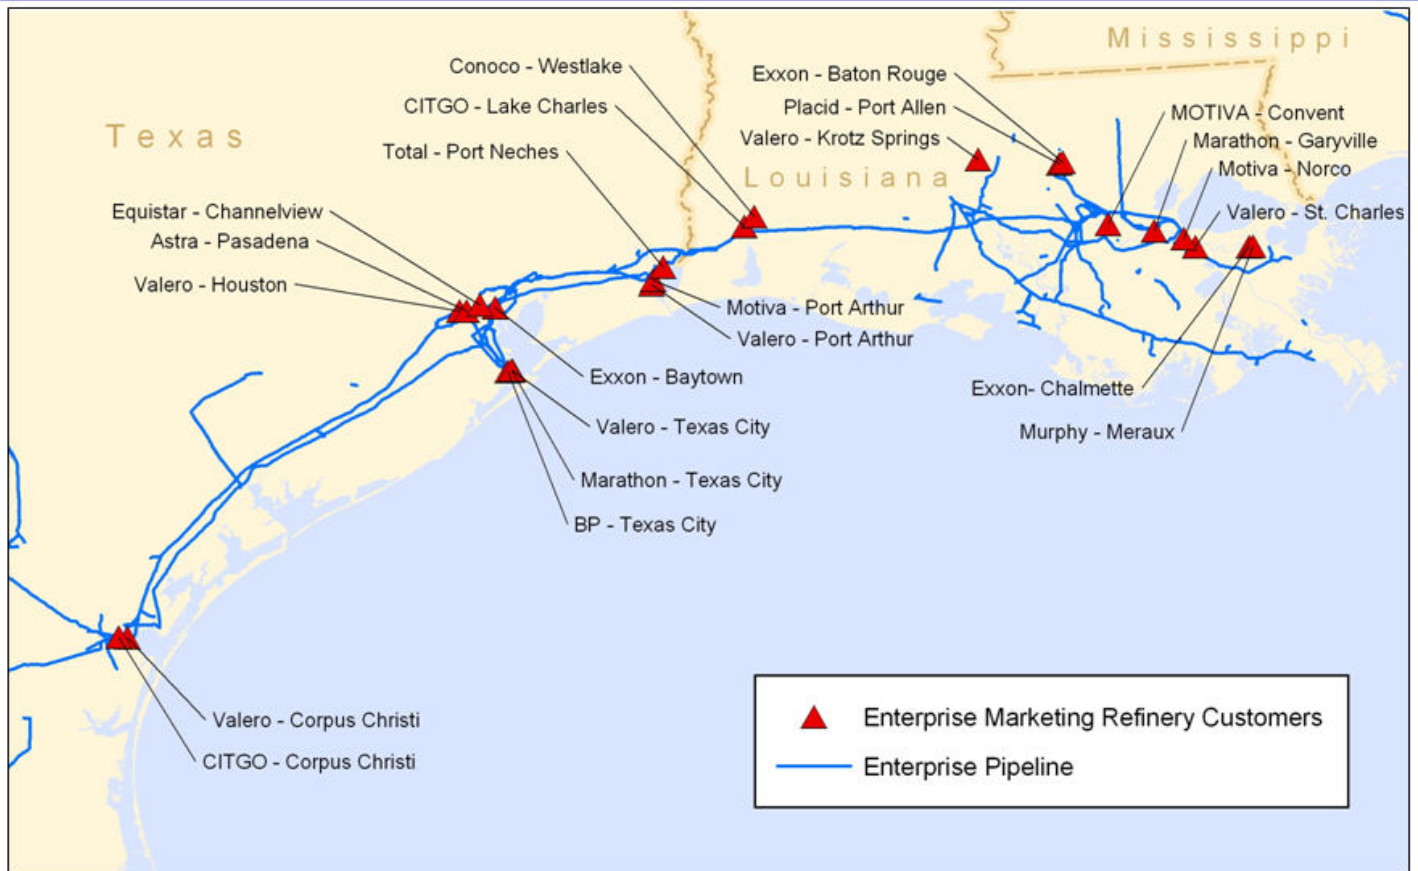 Mississippi
Conoco - Westlake
Exxon - Baton Rouge
CITGO - Lake Charles
Placid - Port Allen
MOTIVA - Convent
Texas
Valero - Krotz Springs
Marathon - Garyville
Total - Port Neches
Motiva - Norco
Louisiana
Equistar - Channelview
Valero - St. Charles
Astra - Pasadena
Valero - Houston
Motiva - Port Arthur
Valero - Port Arthur
Exxon - Baytown
Exxon- Chalmette
Valero - Texas City
Murphy - Meraux
Marathon - Texas City
BP - Texas City
Valero - Corpus Christi
CITGO - Corpus Christi
Enterprise Marketing Refinery Customers
Enterprise Pipeline